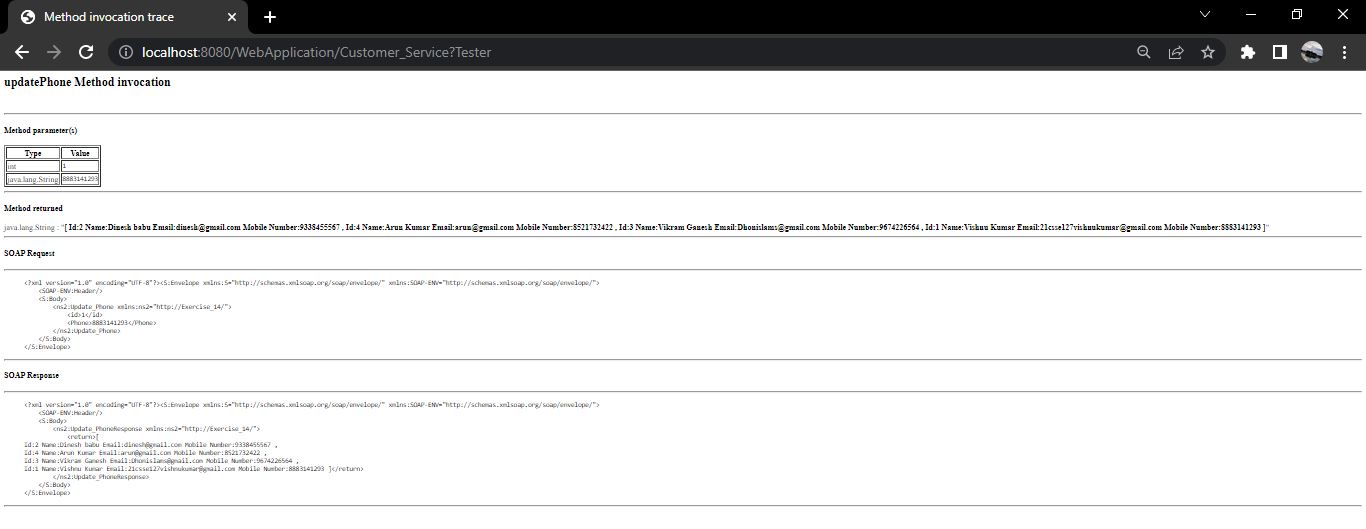 Method invocation trace
localhost:8080/WebApplication/Customer_Service?Tester
updatePhone Method invocation
Method parameter(s)
Type Value
int 1
java.lang.String 8883141293
Method returned
java.lang.String : "[ Id:2 Name:Dinesh babu Email:dinesh@gmail.com Mobile Number:9338455567 , Id:4 Name:Arun Kumar Email:arun@gmail.com Mobile Number:8521732422 , Id:3 Name:Vikram Ganesh Email:Dhonislams@gmail.com Mobile Number:9674226564 , Id:1 Name:Vishnu Kumar Email:21csse127vishnukumar@gmail.com Mobile Number:8883141293 ]"
SOAP Request
<?xml version="1.0" encoding="UTF-8"?><S:Envelope xmlns:S="http://schemas.xmlsoap.org/soap/envelope/" xmlns:SOAP-ENV="http://schemas.xmlsoap.org/soap/envelope/">
<SOAP-ENV:Header/>
<S:Body>
<ns2:Update_Phone xmlns:ns2="http://Exercise_14/">
<id>1</id>
<Phone>8883141293</Phone>
</ns2:Update_Phone>
</S:Body>
</S:Envelope>
SOAP Response
<?xml version="1.0" encoding="UTF-8"?><S:Envelope xmlns:S="http://schemas.xmlsoap.org/soap/envelope/" xmlns:SOAP-ENV="http://schemas.xmlsoap.org/soap/envelope/">
<SOAP-ENV:Header/>
<S:Body>
<ns2:Update_PhoneResponse xmlns:ns2="http://Exercise_14/">
<return>[
Id:2 Name:Dinesh babu Email:dinesh@gmail.com Mobile Number:9338455567 ,
Id:4 Name:Arun Kumar Email:arun@gmail.com Mobile Number:8521732422 ,
Id:3 Name:Vikram Ganesh Email:Dhonislams@gmail.com Mobile Number:9674226564 ,
Id:1 Name:Vishnu Kumar Email:21csse127vishnukumar@gmail.com Mobile Number:8883141293 ]</return>
</ns2:Update_PhoneResponse>
</S:Body>
</S:Envelope>